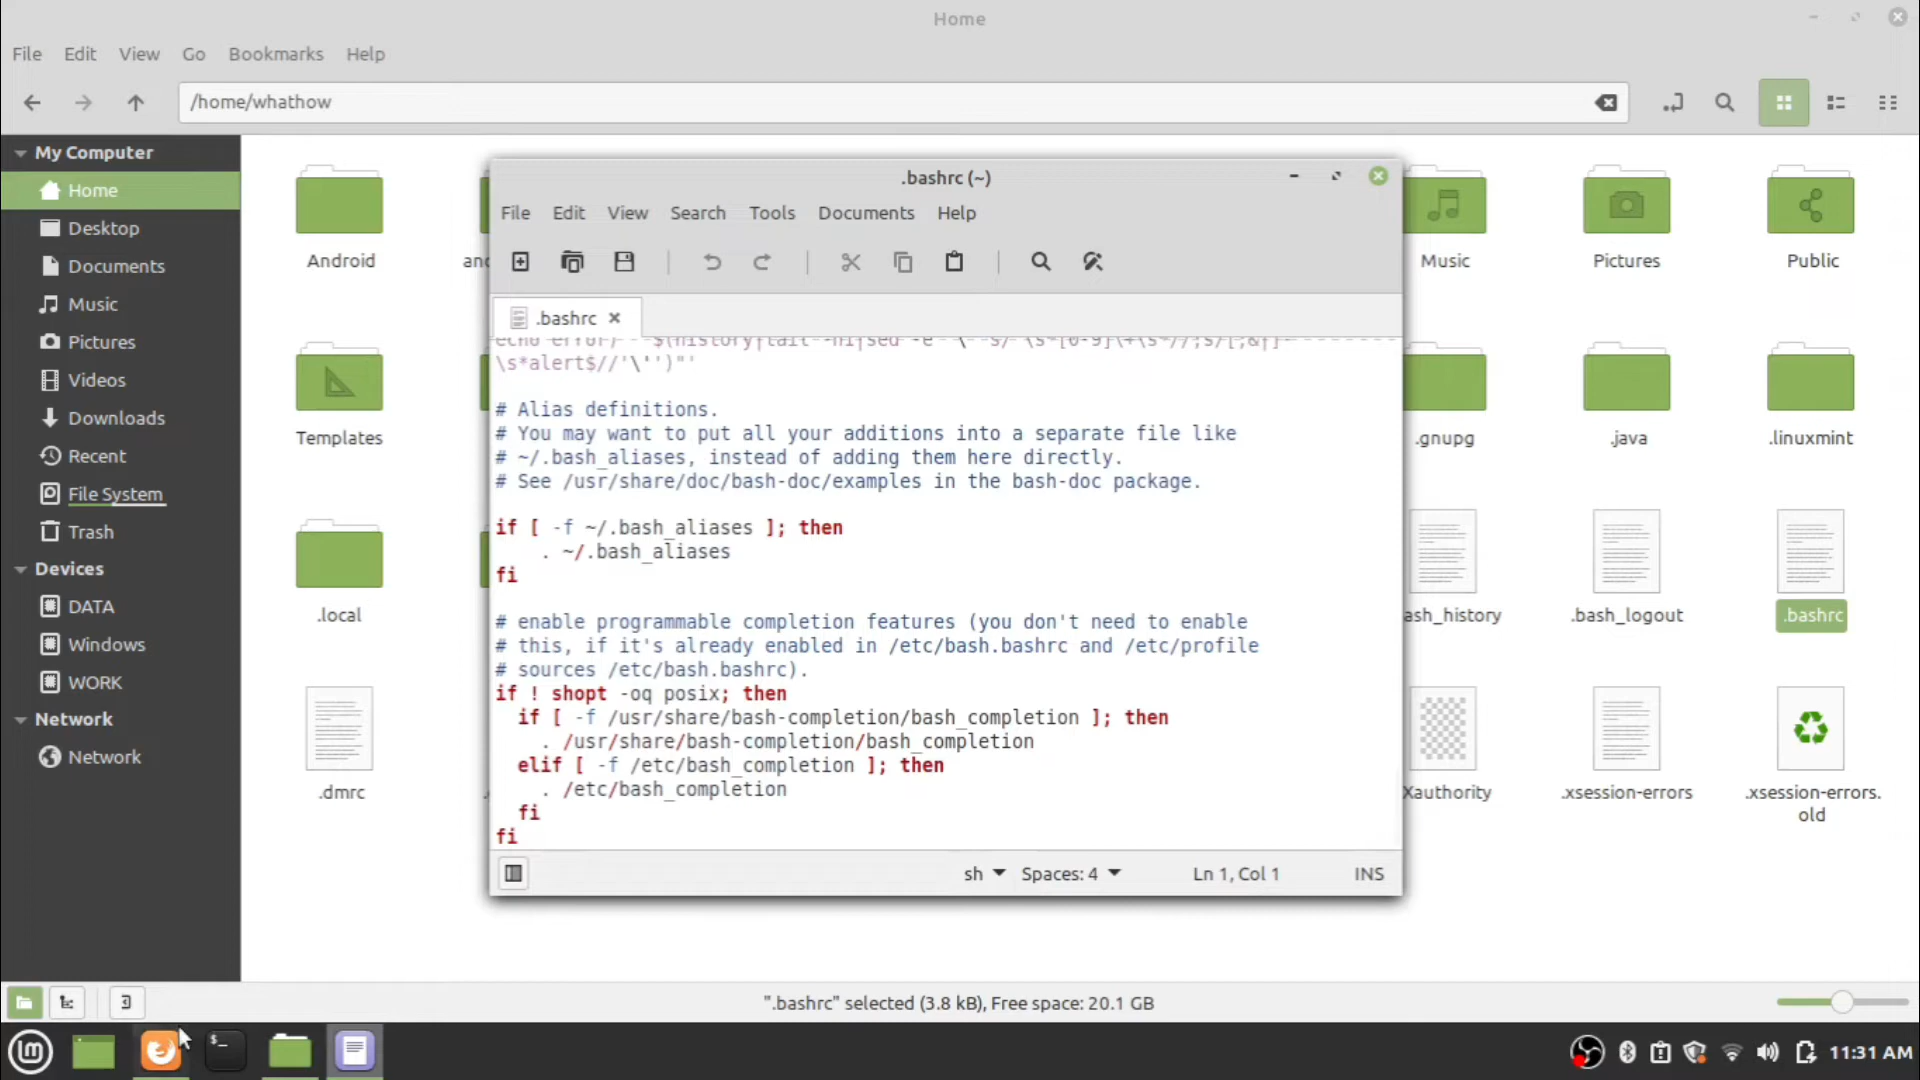 Home
File Edit View Go Bookmarks Help
/home/whathow
My Computer
Home
Desktop
Documents
Music
Pictures
Videos
Downloads
Recent
File System
Trash
Devices
DATA
Windows
WORK
Network
Network
Android
Music
Pictures
Public
Templates
.gnupg
.java
.linuxmint
.local
ash_history
.bash_logout
.bashrc
.dmrc
Xauthority
.xsession-errors
.xsession-errors.
old
.bashrc (~)
File Edit View Search Tools Documents Help
.bashrc
\s*alert$//'\'')"'
# Alias definitions.
# You may want to put all your additions into a separate file like
# ~/.bash_aliases, instead of adding them here directly.
# See /usr/share/doc/bash-doc/examples in the bash-doc package.
if [ -f ~/.bash_aliases ]; then
. ~/.bash_aliases
fi
# enable programmable completion features (you don't need to enable
# this, if it's already enabled in /etc/bash.bashrc and /etc/profile
# sources /etc/bash.bashrc).
if ! shopt -oq posix; then
if [ -f /usr/share/bash-completion/bash_completion ]; then
. /usr/share/bash-completion/bash_completion
elif [ -f /etc/bash_completion ]; then
. /etc/bash_completion
fi
fi
sh Spaces: 4 Ln 1, Col 1 INS
".bashrc" selected (3.8 kB), Free space: 20.1 GB
11:31 AM